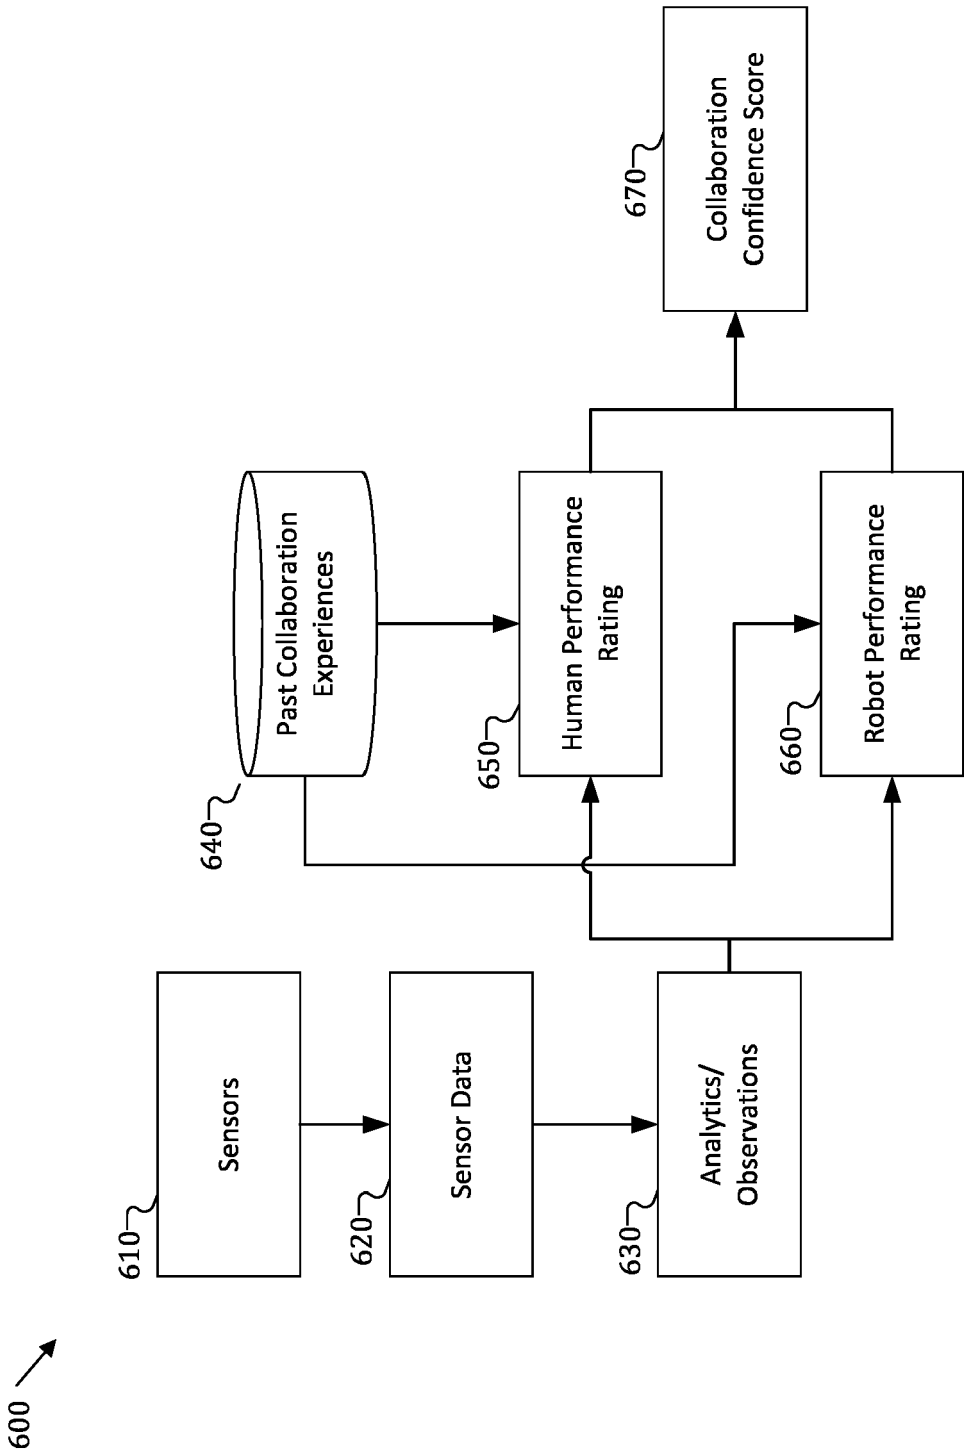 600
610
Sensors
620
Sensor Data
630
Analytics/
Observations
640
Past Collaboration
Experiences
650
Human Performance
Rating
660
Robot Performance
Rating
670
Collaboration
Confidence Score